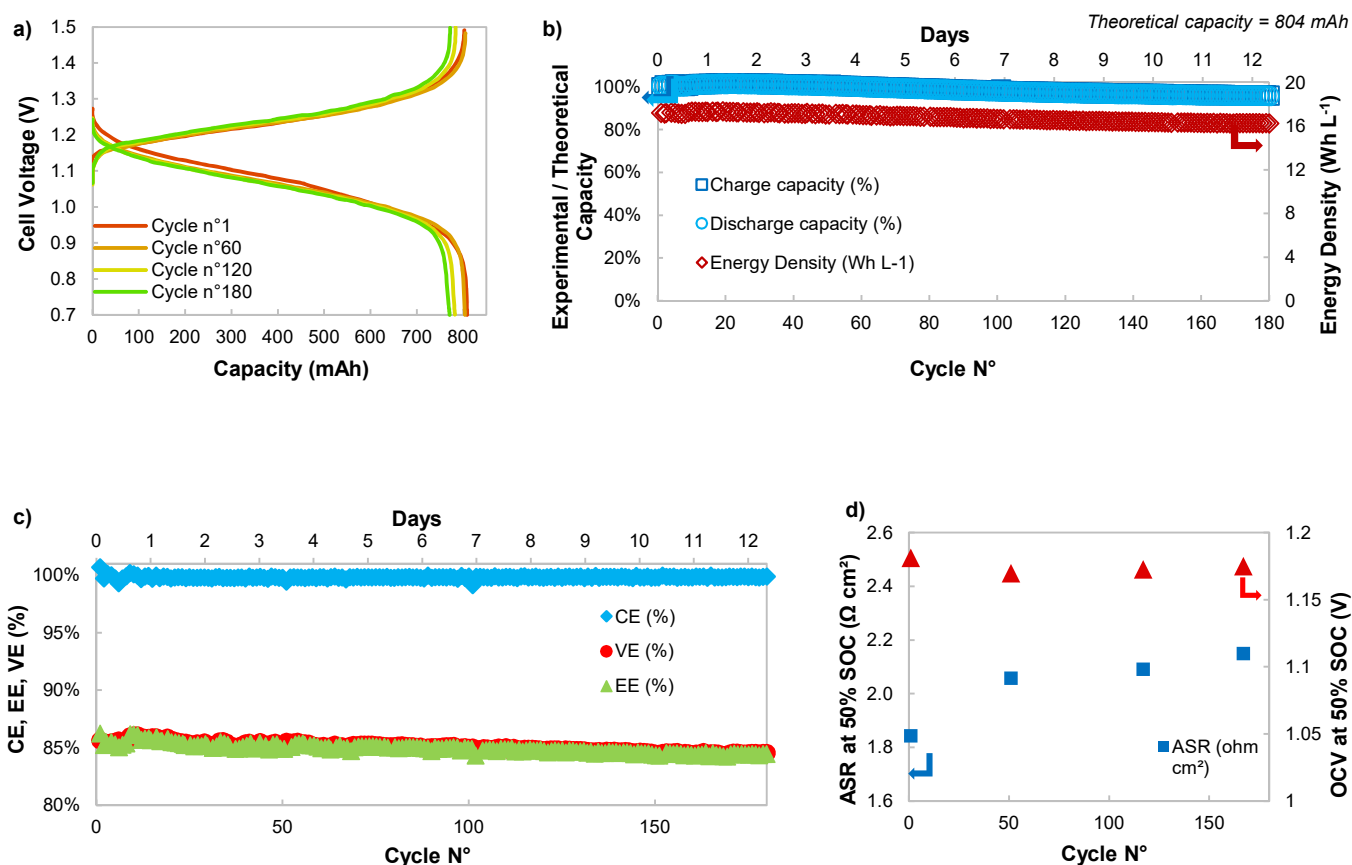 a)
Cell Voltage (V)
1.5
1.4
1.3
1.2
1.1
1.0
0.9
0.8
0.7
Cycle n°1
Cycle n°60
Cycle n°120
Cycle n°180
0 100 200 300 400 500 600 700 800
Capacity (mAh)
b)
Theoretical capacity = 804 mAh
Days
0 1 2 3 4 5 6 7 8 9 10 11 12
Experimental / Theoretical
Capacity
100%
80%
60%
40%
20%
0%
Charge capacity (%)
Discharge capacity (%)
Energy Density (Wh L-1)
20
16
12
8
4
0
Energy Density (Wh L⁻¹)
0 20 40 60 80 100 120 140 160 180
Cycle N°
c)
Days
0 1 2 3 4 5 6 7 8 9 10 11 12
CE, EE, VE (%)
100%
95%
90%
85%
80%
CE (%)
VE (%)
EE (%)
0 50 100 150
Cycle N°
d)
ASR at 50% SOC (Ω cm²)
2.6
2.4
2.2
2.0
1.8
1.6
ASR (ohm
cm²)
1.2
1.15
1.1
1.05
1
OCV at 50% SOC (V)
0 50 100 150
Cycle N°